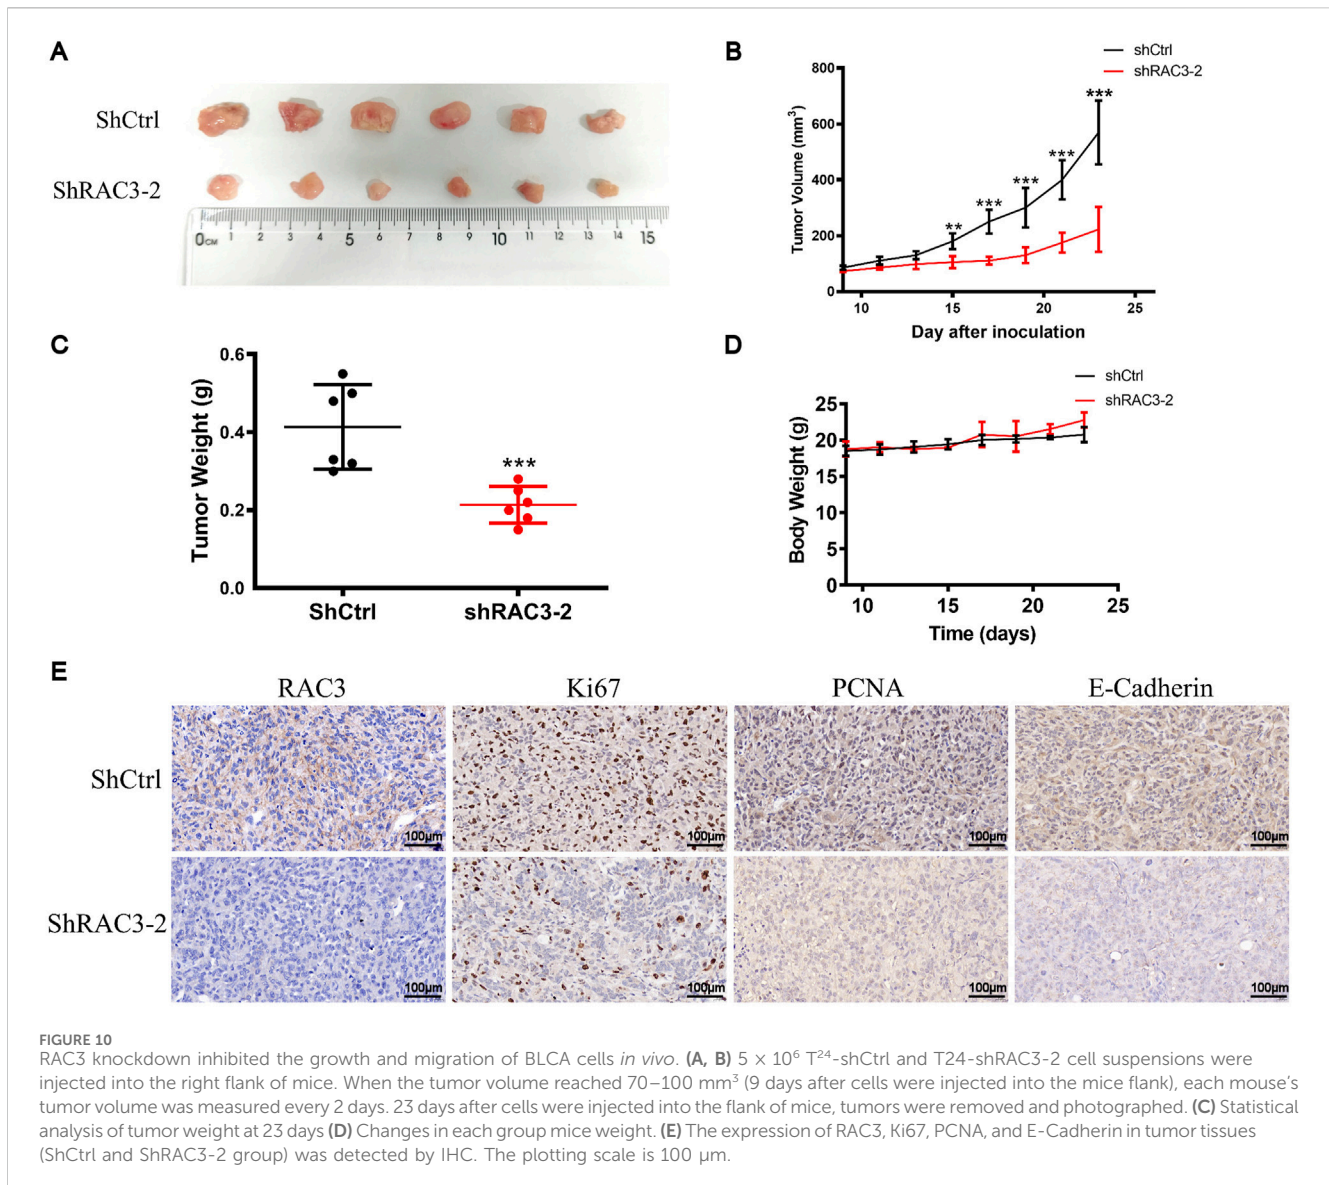 A
ShCtrl
ShRAC3-2
0CM 1 2 3 4 5 6 7 8 9 10 11 12 13 14 15
B
shCtrl
shRAC3-2
Tumor Volume (mm³)
800
600
400
200
0
** *** *** *** ***
10 15 20 25
Day after inoculation
C
Tumor Weight (g)
0.6
0.4
0.2
0.0
***
ShCtrl shRAC3-2
D
shCtrl
shRAC3-2
Body Weight (g)
25
20
15
10
5
0
10 15 20 25
Time (days)
E
RAC3 Ki67 PCNA E-Cadherin
ShCtrl
100μm 100μm 100μm 100μm
ShRAC3-2
100μm 100μm 100μm 100μm
FIGURE 10
RAC3 knockdown inhibited the growth and migration of BLCA cells in vivo. (A, B) 5 × 10⁶ T²⁴-shCtrl and T24-shRAC3-2 cell suspensions were
injected into the right flank of mice. When the tumor volume reached 70–100 mm³ (9 days after cells were injected into the mice flank), each mouse’s
tumor volume was measured every 2 days. 23 days after cells were injected into the flank of mice, tumors were removed and photographed. (C) Statistical
analysis of tumor weight at 23 days (D) Changes in each group mice weight. (E) The expression of RAC3, Ki67, PCNA, and E-Cadherin in tumor tissues
(ShCtrl and ShRAC3-2 group) was detected by IHC. The plotting scale is 100 μm.